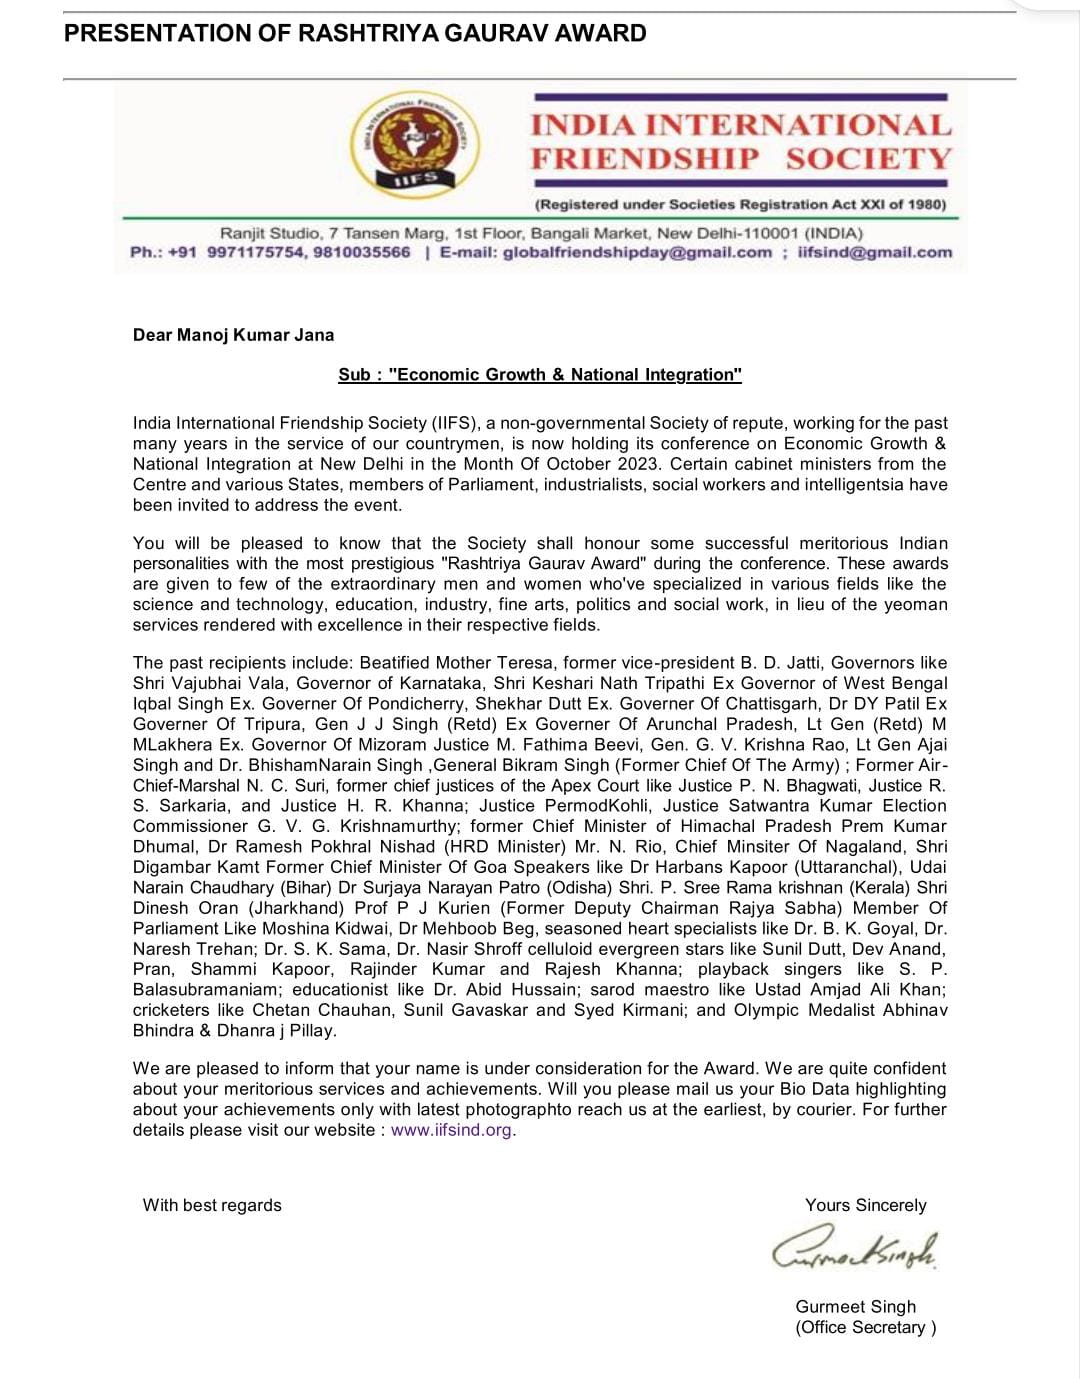 PRESENTATION OF RASHTRIYA GAURAV AWARD
INDIA INTERNATIONAL FRIENDSHIP SOCIETY
IIFS
INDIA INTERNATIONAL
FRIENDSHIP SOCIETY
(Registered under Societies Registration Act XXI of 1980)
Ranjit Studio, 7 Tansen Marg, 1st Floor, Bangali Market, New Delhi-110001 (INDIA)
Ph.: +91 9971175754, 9810035566 | E-mail: globalfriendshipday@gmail.com ; iifsind@gmail.com
Dear Manoj Kumar Jana
Sub : "Economic Growth & National Integration"
India International Friendship Society (IIFS), a non-governmental Society of repute, working for the past
many years in the service of our countrymen, is now holding its conference on Economic Growth &
National Integration at New Delhi in the Month Of October 2023. Certain cabinet ministers from the
Centre and various States, members of Parliament, industrialists, social workers and intelligentsia have
been invited to address the event.
You will be pleased to know that the Society shall honour some successful meritorious Indian
personalities with the most prestigious "Rashtriya Gaurav Award" during the conference. These awards
are given to few of the extraordinary men and women who've specialized in various fields like the
science and technology, education, industry, fine arts, politics and social work, in lieu of the yeoman
services rendered with excellence in their respective fields.
The past recipients include: Beatified Mother Teresa, former vice-president B. D. Jatti, Governors like
Shri Vajubhai Vala, Governor of Karnataka, Shri Keshari Nath Tripathi Ex Governor of West Bengal
Iqbal Singh Ex. Governer Of Pondicherry, Shekhar Dutt Ex. Governer Of Chattisgarh, Dr DY Patil Ex
Governer Of Tripura, Gen J J Singh (Retd) Ex Governer Of Arunchal Pradesh, Lt Gen (Retd) M
MLakhera Ex. Governor Of Mizoram Justice M. Fathima Beevi, Gen. G. V. Krishna Rao, Lt Gen Ajai
Singh and Dr. BhishamNarain Singh ,General Bikram Singh (Former Chief Of The Army) ; Former Air-
Chief-Marshal N. C. Suri, former chief justices of the Apex Court like Justice P. N. Bhagwati, Justice R.
S. Sarkaria, and Justice H. R. Khanna; Justice PermodKohli, Justice Satwantra Kumar Election
Commissioner G. V. G. Krishnamurthy; former Chief Minister of Himachal Pradesh Prem Kumar
Dhumal, Dr Ramesh Pokhral Nishad (HRD Minister) Mr. N. Rio, Chief Minsiter Of Nagaland, Shri
Digambar Kamt Former Chief Minister Of Goa Speakers like Dr Harbans Kapoor (Uttaranchal), Udai
Narain Chaudhary (Bihar) Dr Surjaya Narayan Patro (Odisha) Shri. P. Sree Rama krishnan (Kerala) Shri
Dinesh Oran (Jharkhand) Prof P J Kurien (Former Deputy Chairman Rajya Sabha) Member Of
Parliament Like Moshina Kidwai, Dr Mehboob Beg, seasoned heart specialists like Dr. B. K. Goyal, Dr.
Naresh Trehan; Dr. S. K. Sama, Dr. Nasir Shroff celluloid evergreen stars like Sunil Dutt, Dev Anand,
Pran, Shammi Kapoor, Rajinder Kumar and Rajesh Khanna; playback singers like S. P.
Balasubramaniam; educationist like Dr. Abid Hussain; sarod maestro like Ustad Amjad Ali Khan;
cricketers like Chetan Chauhan, Sunil Gavaskar and Syed Kirmani; and Olympic Medalist Abhinav
Bhindra & Dhanra j Pillay.
We are pleased to inform that your name is under consideration for the Award. We are quite confident
about your meritorious services and achievements. Will you please mail us your Bio Data highlighting
about your achievements only with latest photographto reach us at the earliest, by courier. For further
details please visit our website : www.iifsind.org.
With best regards
Yours Sincerely
Gurmeet Singh
Gurmeet Singh
(Office Secretary )